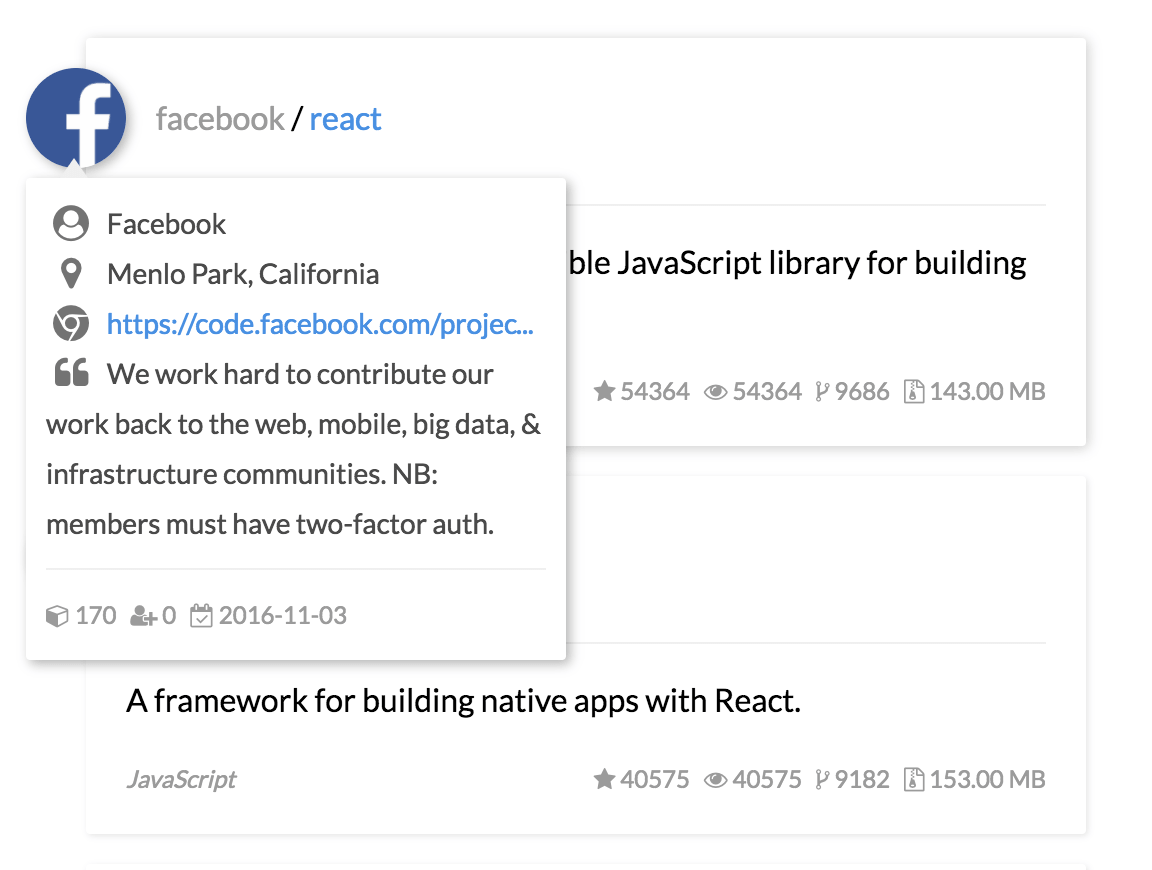 facebook / react
Facebook
Menlo Park, California
https://code.facebook.com/projec...
We work hard to contribute our
work back to the web, mobile, big data, &
infrastructure communities. NB:
members must have two-factor auth.
170 0 2016-11-03
ble JavaScript library for building
54364 54364 9686 143.00 MB
A framework for building native apps with React.
JavaScript 40575 40575 9182 153.00 MB